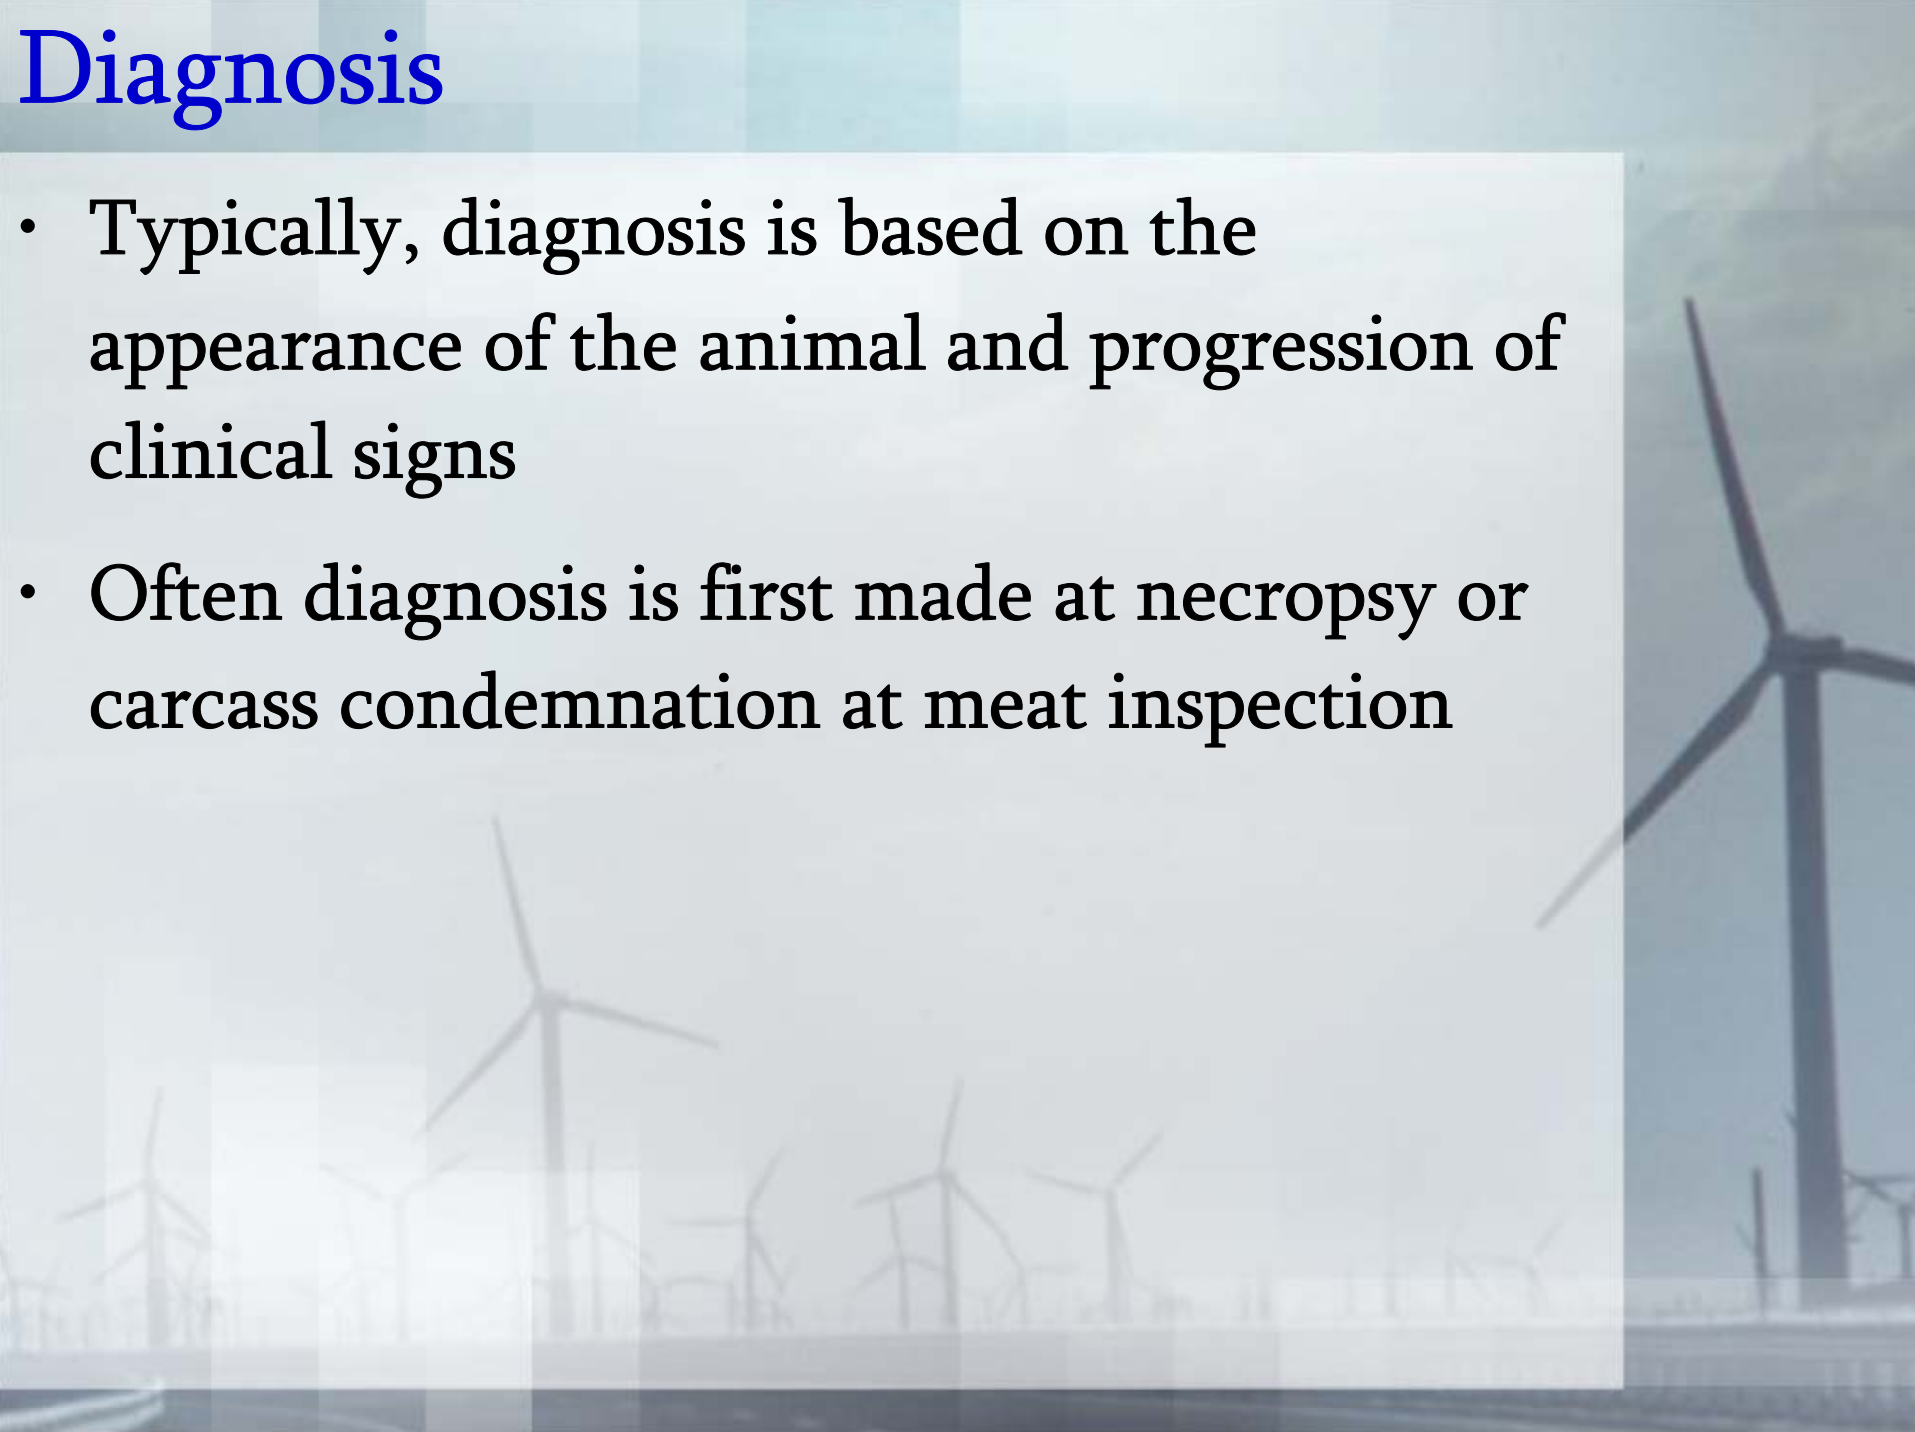 Diagnosis
• Typically, diagnosis is based on the
appearance of the animal and progression of
clinical signs
• Often diagnosis is first made at necropsy or
carcass condemnation at meat inspection